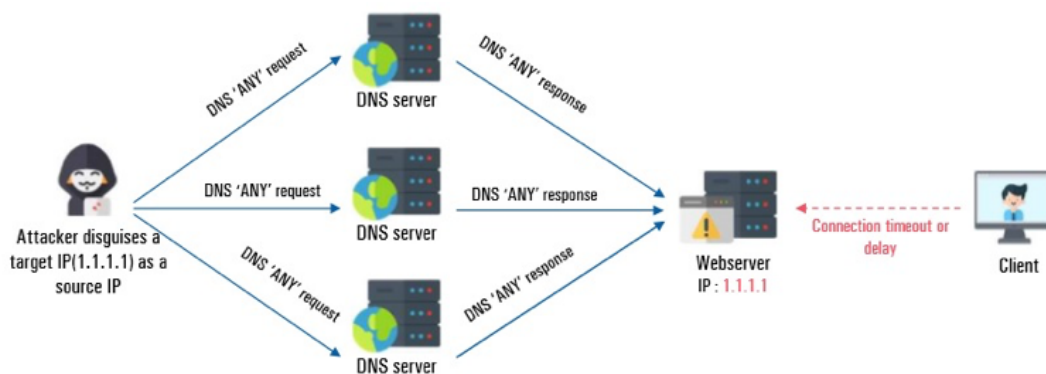 DNS 'ANY' request
DNS server
DNS 'ANY' response
DNS 'ANY' request
DNS server
DNS 'ANY' response
Attacker disguises a
target IP(1.1.1.1) as a
source IP
DNS 'ANY' request
DNS server
DNS 'ANY' response
Webserver
IP : 1.1.1.1
Connection timeout or
delay
Client